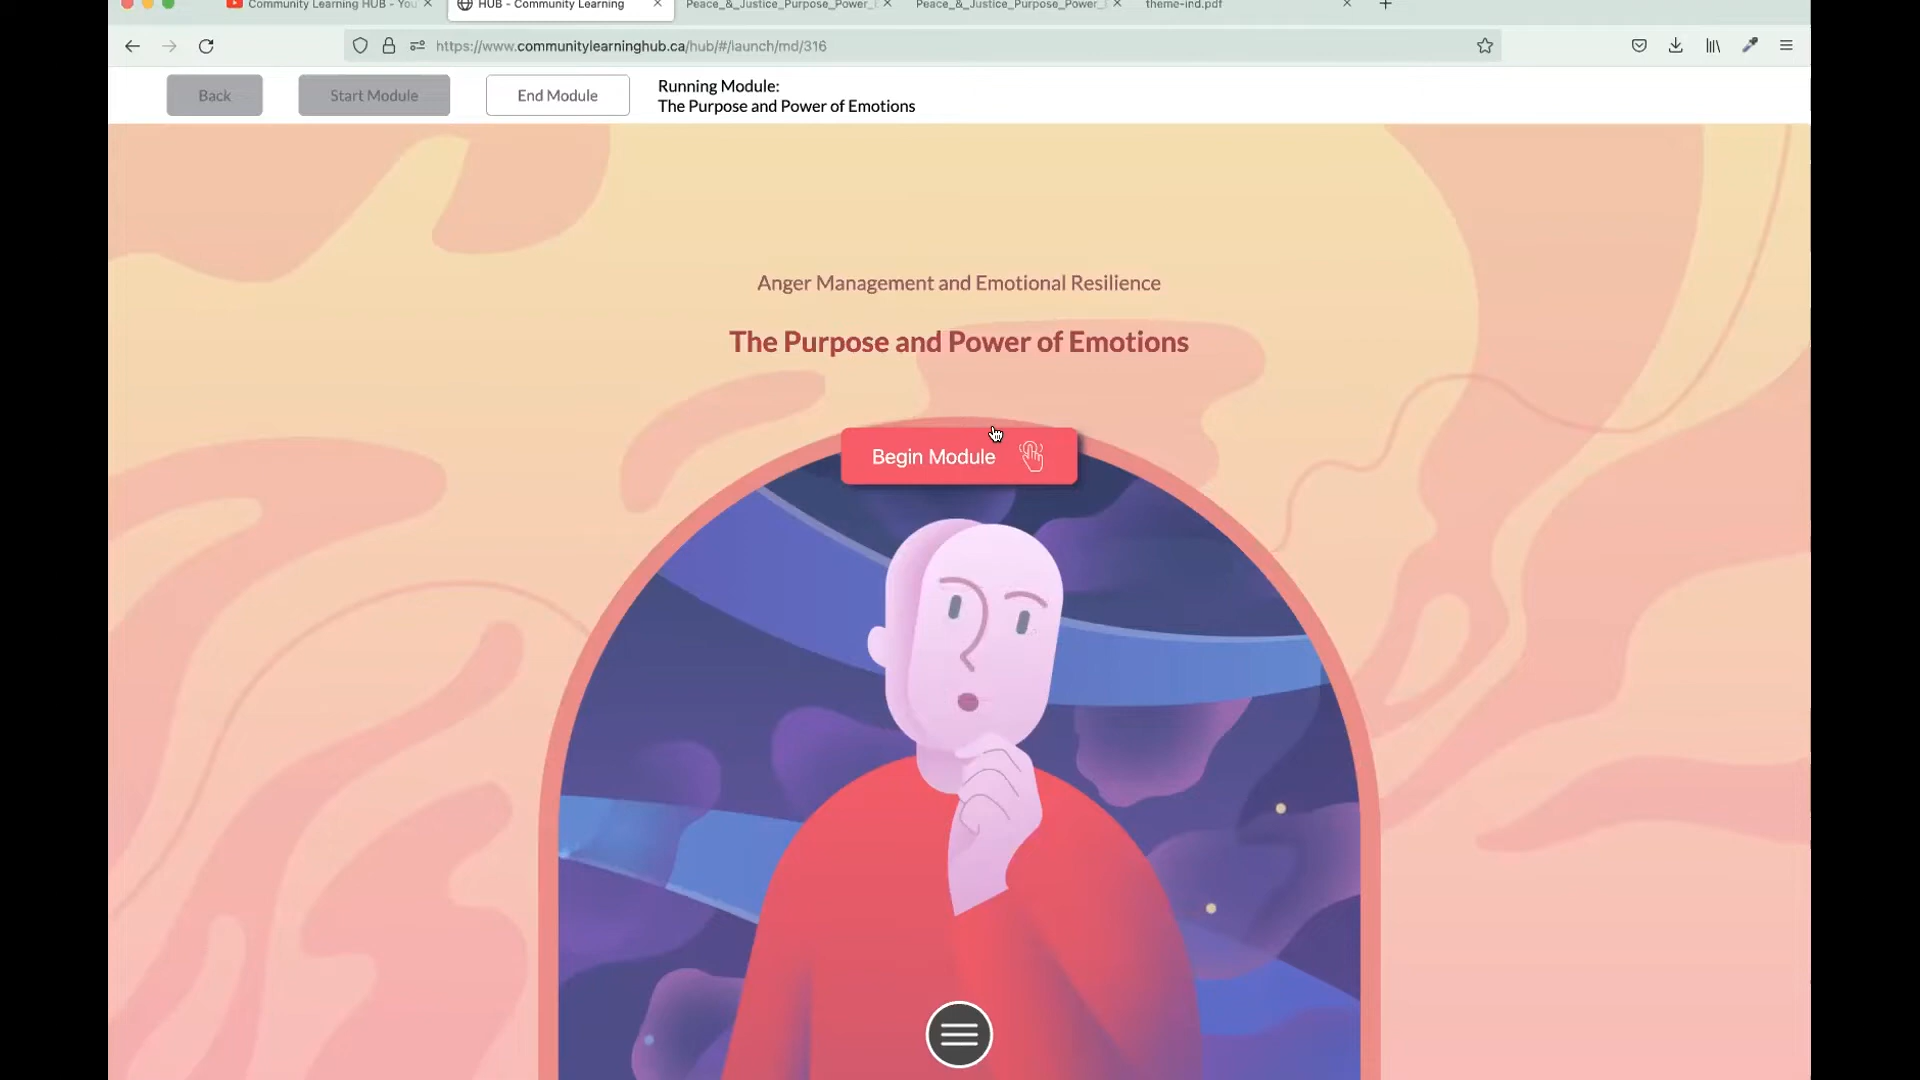 Community Learning HUB - You
HUB - Community Learning
Peace_&_Justice_Purpose_Power_
Peace_&_Justice_Purpose_Power_
theme-ind.pdf
https://www.communitylearninghub.ca/hub/#/launch/md/316
Back
Start Module
End Module
Running Module:
The Purpose and Power of Emotions
Anger Management and Emotional Resilience
The Purpose and Power of Emotions
Begin Module